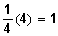 1/4(4) = 1